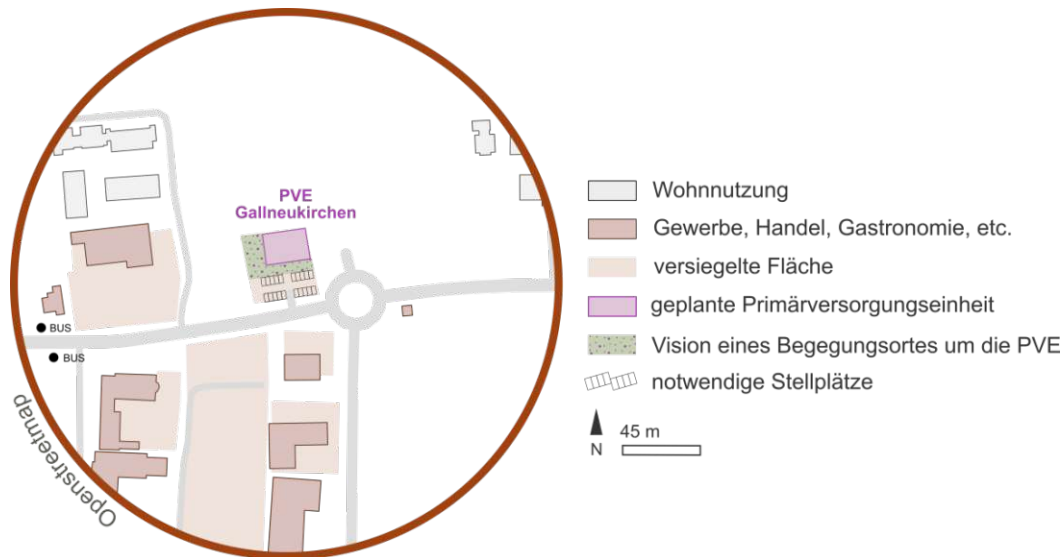 PVE
Gallneukirchen
BUS
BUS
Openstreetmap
Wohnnutzung
Gewerbe, Handel, Gastronomie, etc.
versiegelte Fläche
geplante Primärversorgungseinheit
Vision eines Begegungsortes um die PVE
notwendige Stellplätze
45 m
N